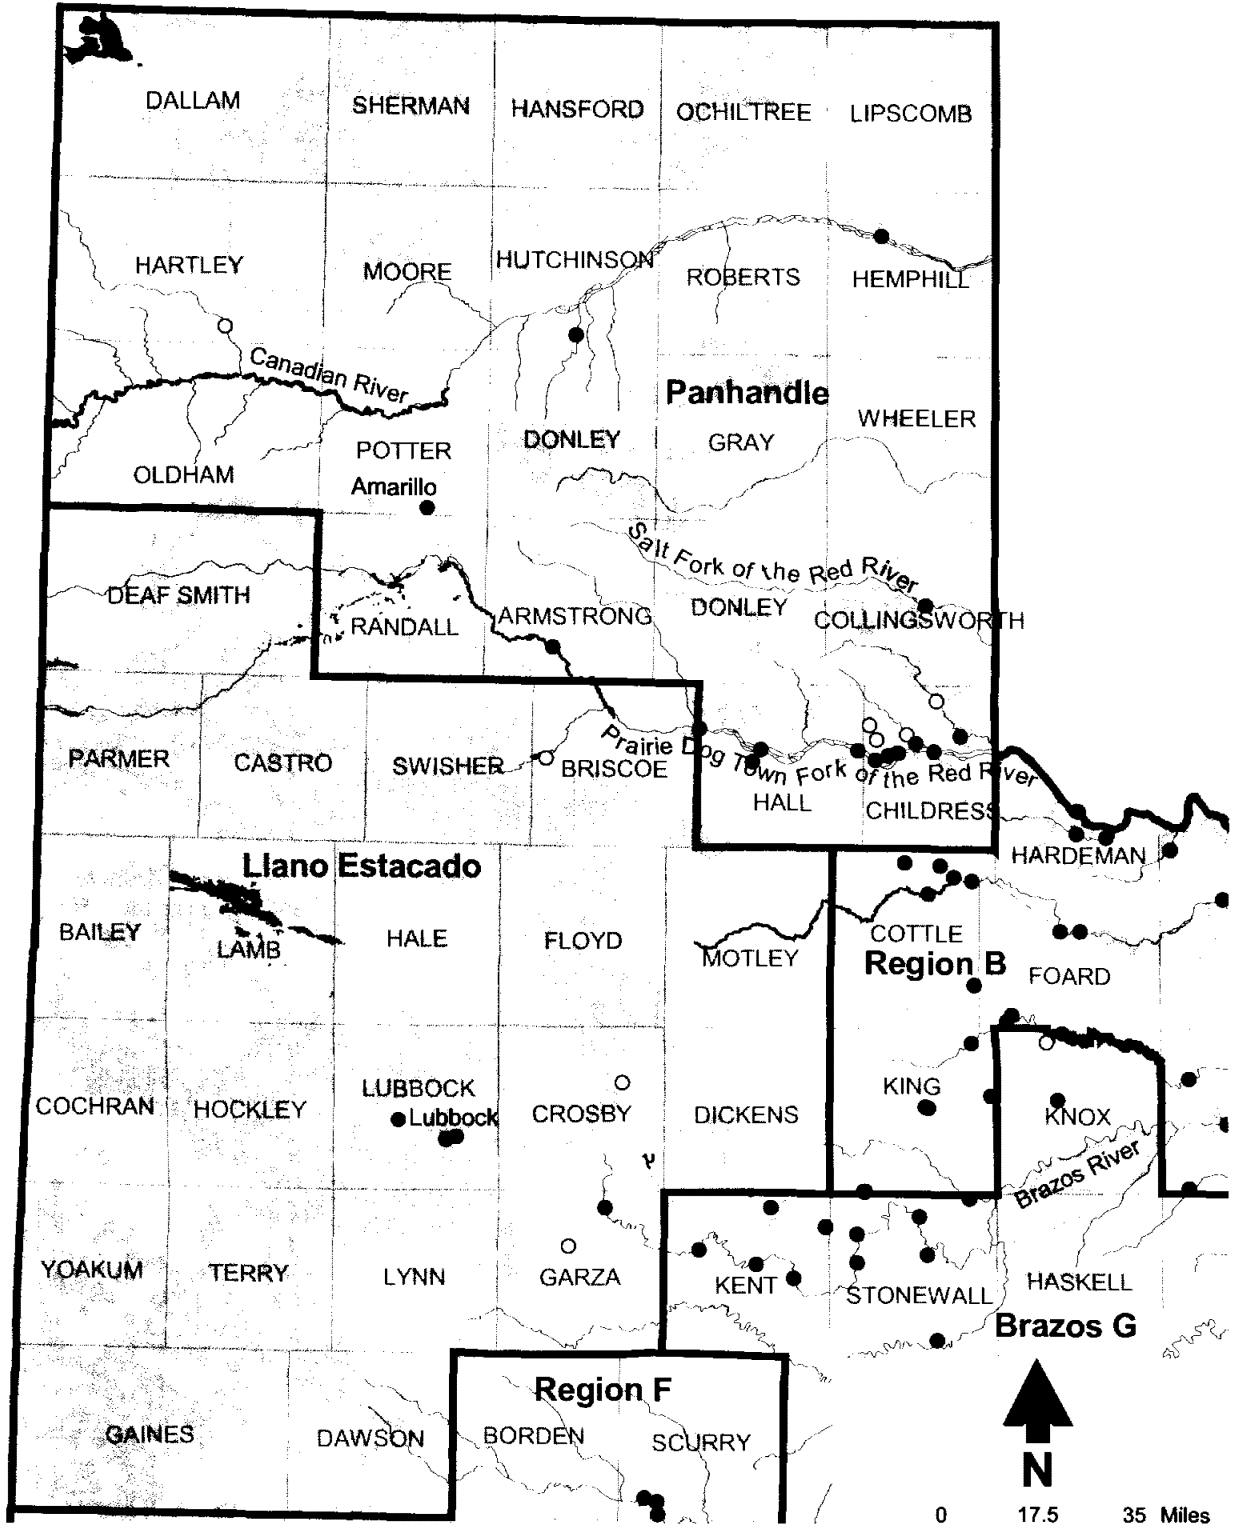 DALLAM SHERMAN HANSFORD OCHILTREE LIPSCOMB
HARTLEY MOORE HUTCHINSON ROBERTS HEMPHILL
Canadian River
Panhandle
OLDHAM POTTER DONLEY GRAY WHEELER
Amarillo
Salt Fork of the Red River
DEAF SMITH RANDALL ARMSTRONG DONLEY COLLINGSWORTH
PARMER CASTRO SWISHER BRISCOE
Prairie Dog Town Fork of the Red River
HALL CHILDRESS
HARDEMAN
Llano Estacado
BAILEY LAMB HALE FLOYD MOTLEY COTTLE
Region B
FOARD
COCHRAN HOCKLEY LUBBOCK CROSBY DICKENS KING KNOX
Lubbock
Brazos River
YOAKUM TERRY LYNN GARZA KENT STONEWALL HASKELL
Brazos G
Region F
GAINES DAWSON BORDEN SCURRY
N
0 17.5 35 Miles